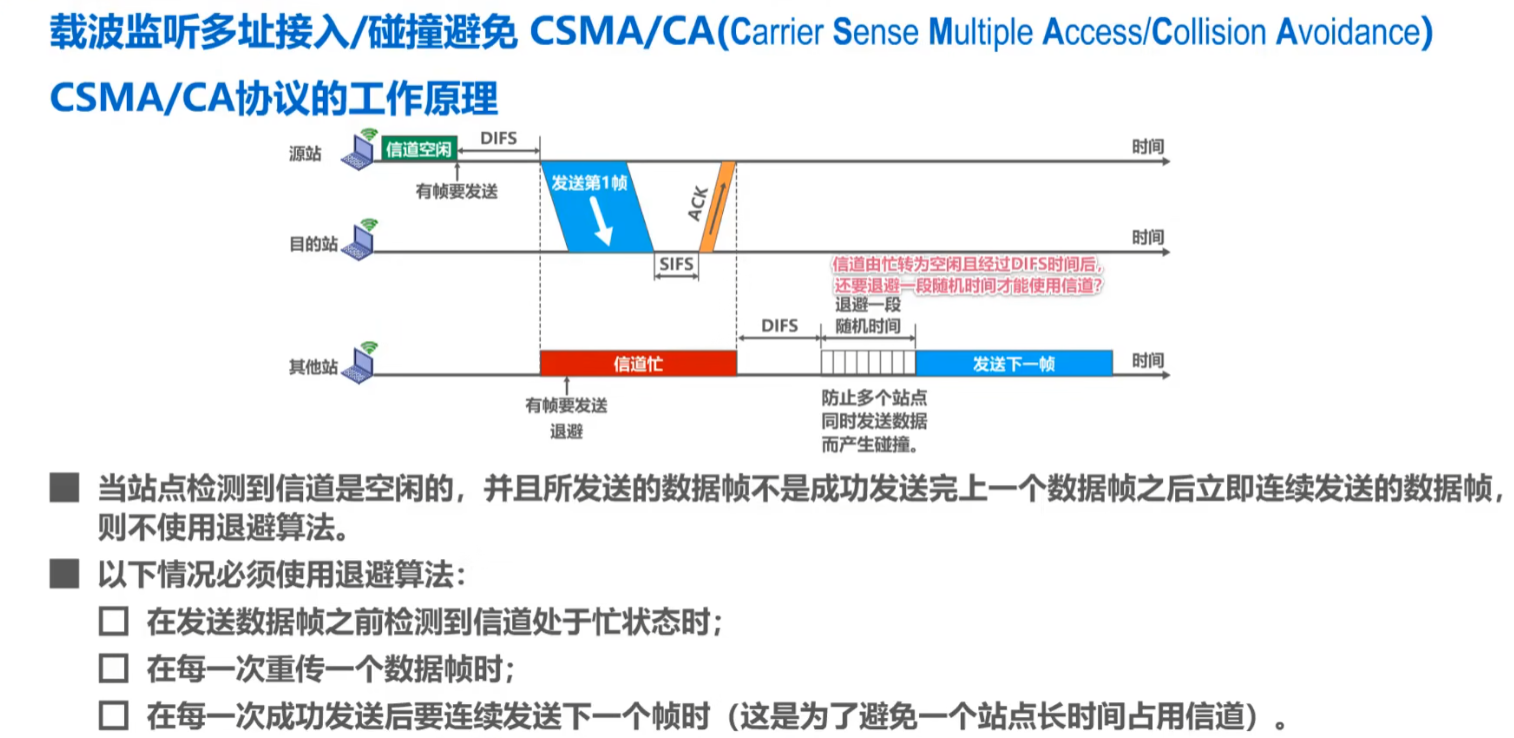 载波监听多址接入/碰撞避免 CSMA/CA(Carrier Sense Multiple Access/Collision Avoidance)
CSMA/CA协议的工作原理
源站
信道空闲
DIFS
时间
有帧要发送
发送第1帧
ACK
目的站
时间
SIFS
信道由忙转为空闲且经过DIFS时间后,
还要退避一段随机时间才能使用信道?
退避一段
随机时间
DIFS
其他站
信道忙
发送下一帧
时间
有帧要发送
退避
防止多个站点
同时发送数据
而产生碰撞。
当站点检测到信道是空闲的，并且所发送的数据帧不是成功发送完上一个数据帧之后立即连续发送的数据帧，
则不使用退避算法。
以下情况必须使用退避算法：
在发送数据帧之前检测到信道处于忙状态时；
在每一次重传一个数据帧时；
在每一次成功发送后要连续发送下一个帧时（这是为了避免一个站点长时间占用信道）。